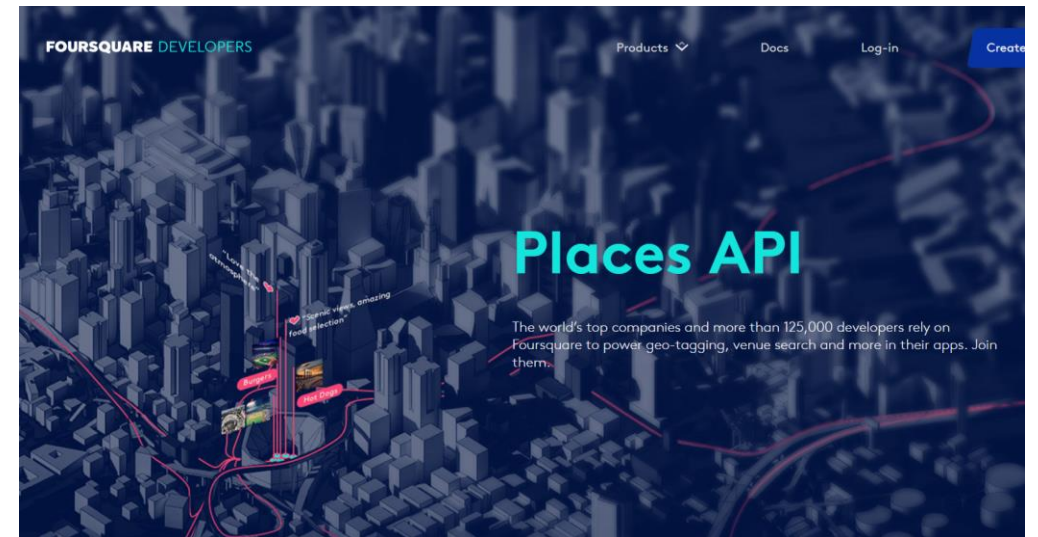 FOURSQUARE DEVELOPERS
Products
Docs
Log-in
Create
Places API
The world's top companies and more than 125,000 developers rely on
Foursquare to power geo-tagging, venue search and more in their apps. Join
them.
"Love the
atmosphere"
"Scenic views, amazing
food selection"
Burgers
Hot Dogs